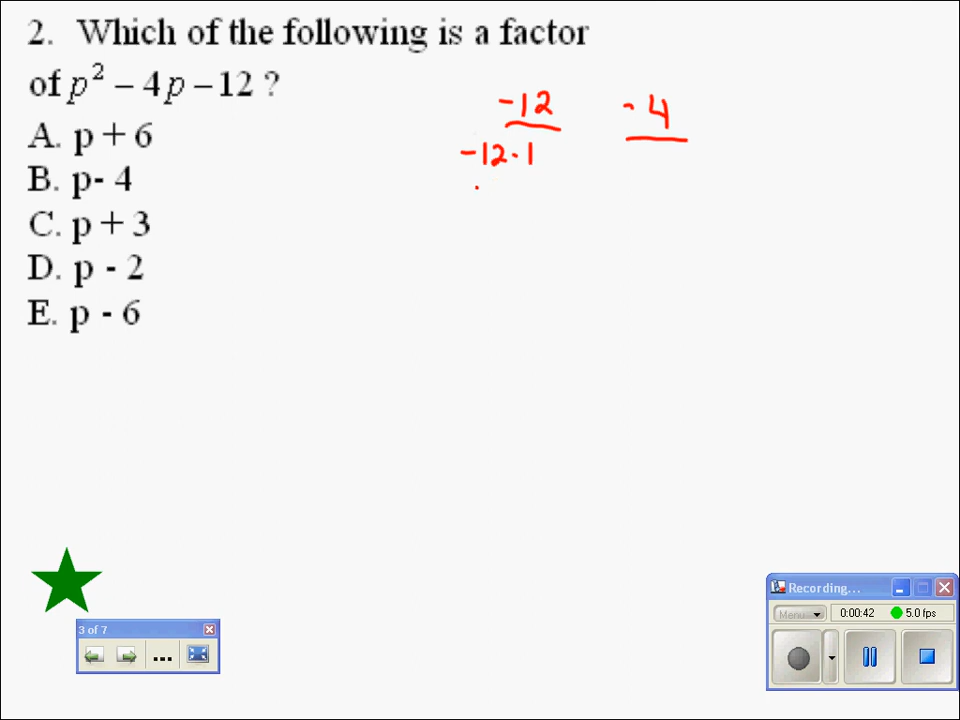 2. Which of the following is a factor
of p² – 4p – 12 ?
A. p + 6
B. p- 4
C. p + 3
D. p - 2
E. p - 6
-12
-4
-12 · 1
3 of 7
...
Recording...
Menu
0:00:42
5.0 fps